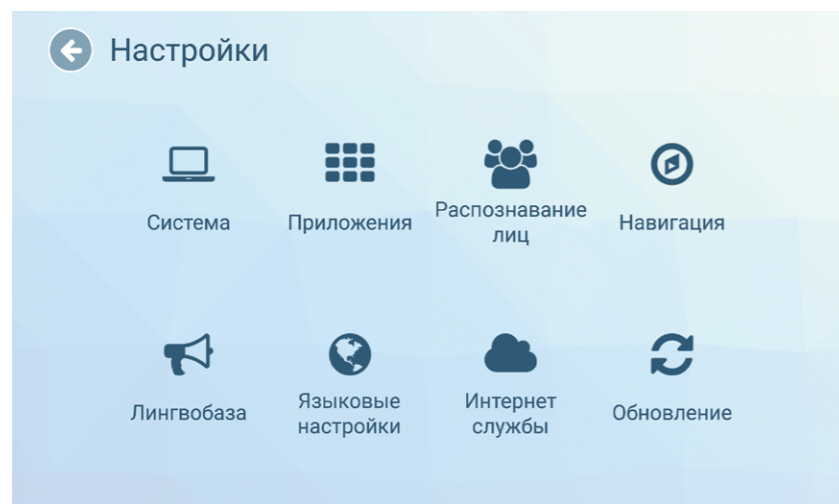 Настройки
Система
Приложения
Распознавание
лиц
Навигация
Лингвобаза
Языковые
настройки
Интернет
службы
Обновление